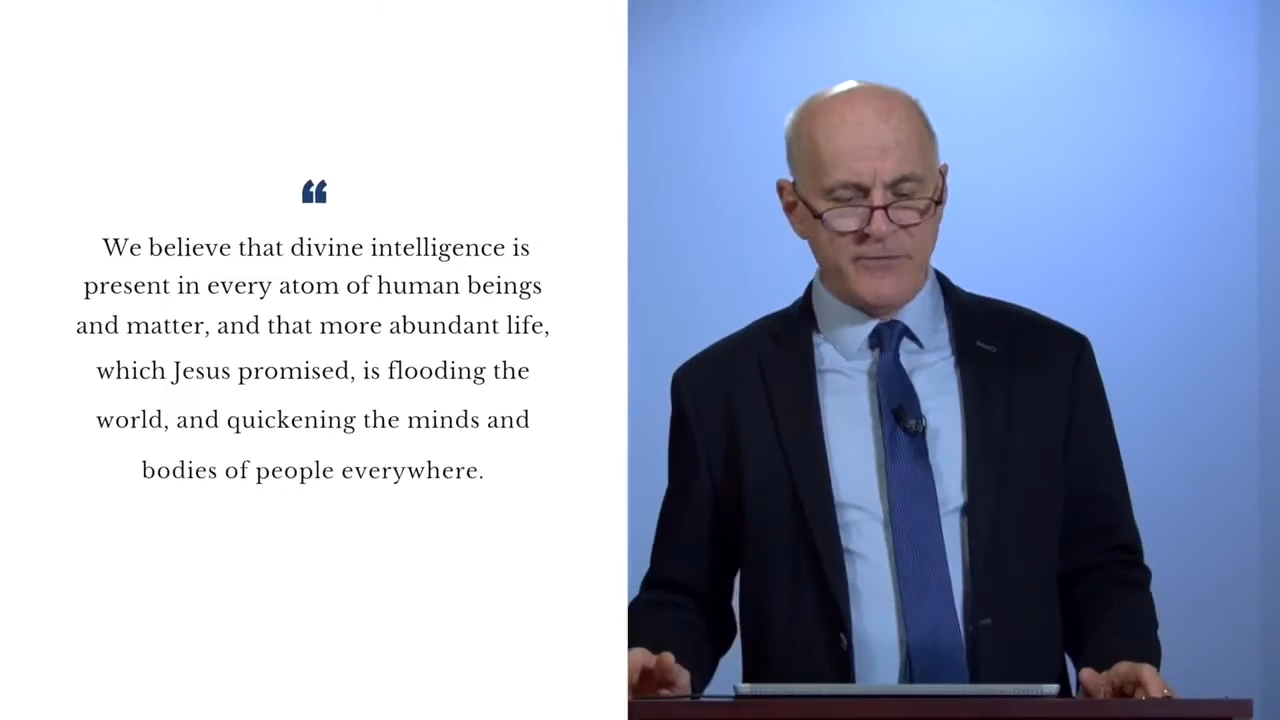 “
We believe that divine intelligence is
present in every atom of human beings
and matter, and that more abundant life,
which Jesus promised, is flooding the
world, and quickening the minds and
bodies of people everywhere.